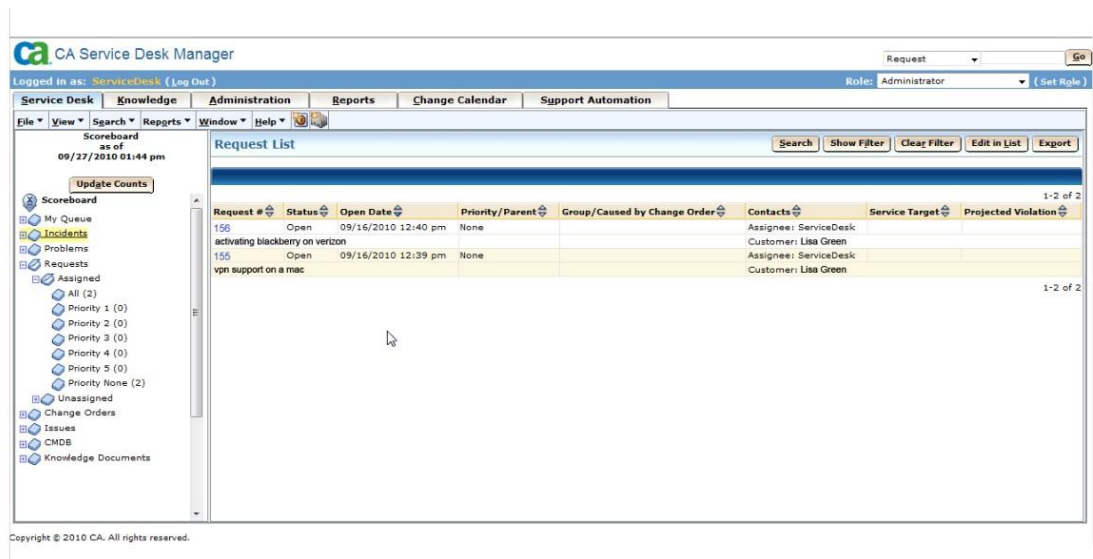 ca CA Service Desk Manager
Request Go
Logged in as: ServiceDesk ( Log Out ) Role: Administrator ( Set Role )
Service Desk Knowledge Administration Reports Change Calendar Support Automation
File View Search Reports Window Help
Scoreboard
as of
09/27/2010 01:44 pm
Update Counts
Scoreboard
My Queue
Incidents
Problems
Requests
Assigned
All (2)
Priority 1 (0)
Priority 2 (0)
Priority 3 (0)
Priority 4 (0)
Priority 5 (0)
Priority None (2)
Unassigned
Change Orders
Issues
CMDB
Knowledge Documents
Request List Search Show Filter Clear Filter Edit in List Export
1-2 of 2
Request # Status Open Date Priority/Parent Group/Caused by Change Order Contacts Service Target Projected Violation
156 Open 09/16/2010 12:40 pm None Assignee: ServiceDesk
activating blackberry on verizon Customer: Lisa Green
155 Open 09/16/2010 12:39 pm None Assignee: ServiceDesk
vpn support on a mac Customer: Lisa Green
1-2 of 2
Copyright © 2010 CA. All rights reserved.